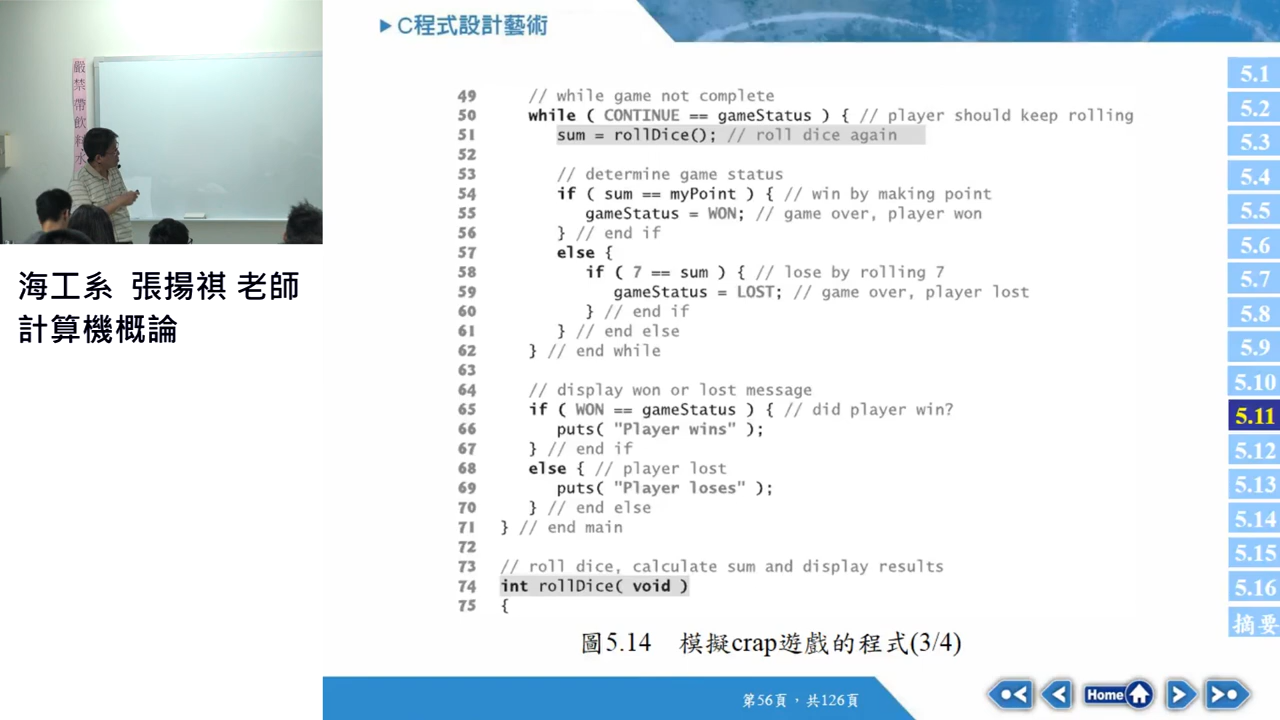 嚴禁帶飲料水
海工系 張揚祺 老師
計算機概論
C程式設計藝術
49 // while game not complete
50 while ( CONTINUE == gameStatus ) { // player should keep rolling
51 sum = rollDice(); // roll dice again
52
53 // determine game status
54 if ( sum == myPoint ) { // win by making point
55 gameStatus = WON; // game over, player won
56 } // end if
57 else {
58 if ( 7 == sum ) { // lose by rolling 7
59 gameStatus = LOST; // game over, player lost
60 } // end if
61 } // end else
62 } // end while
63
64 // display won or lost message
65 if ( WON == gameStatus ) { // did player win?
66 puts( "Player wins" );
67 } // end if
68 else { // player lost
69 puts( "Player loses" );
70 } // end else
71 } // end main
72
73 // roll dice, calculate sum and display results
74 int rollDice( void )
75 {
圖5.14 模擬crap遊戲的程式(3/4)
5.1
5.2
5.3
5.4
5.5
5.6
5.7
5.8
5.9
5.10
5.11
5.12
5.13
5.14
5.15
5.16
摘要
第56頁，共126頁
Home